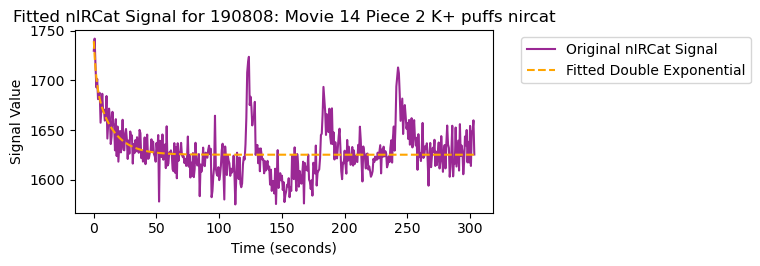 Fitted nIRCat Signal for 190808: Movie 14 Piece 2 K+ puffs nircat
Original nIRCat Signal
Fitted Double Exponential
Signal Value
1750
1700
1650
1600
0
50
100
150
200
250
300
Time (seconds)